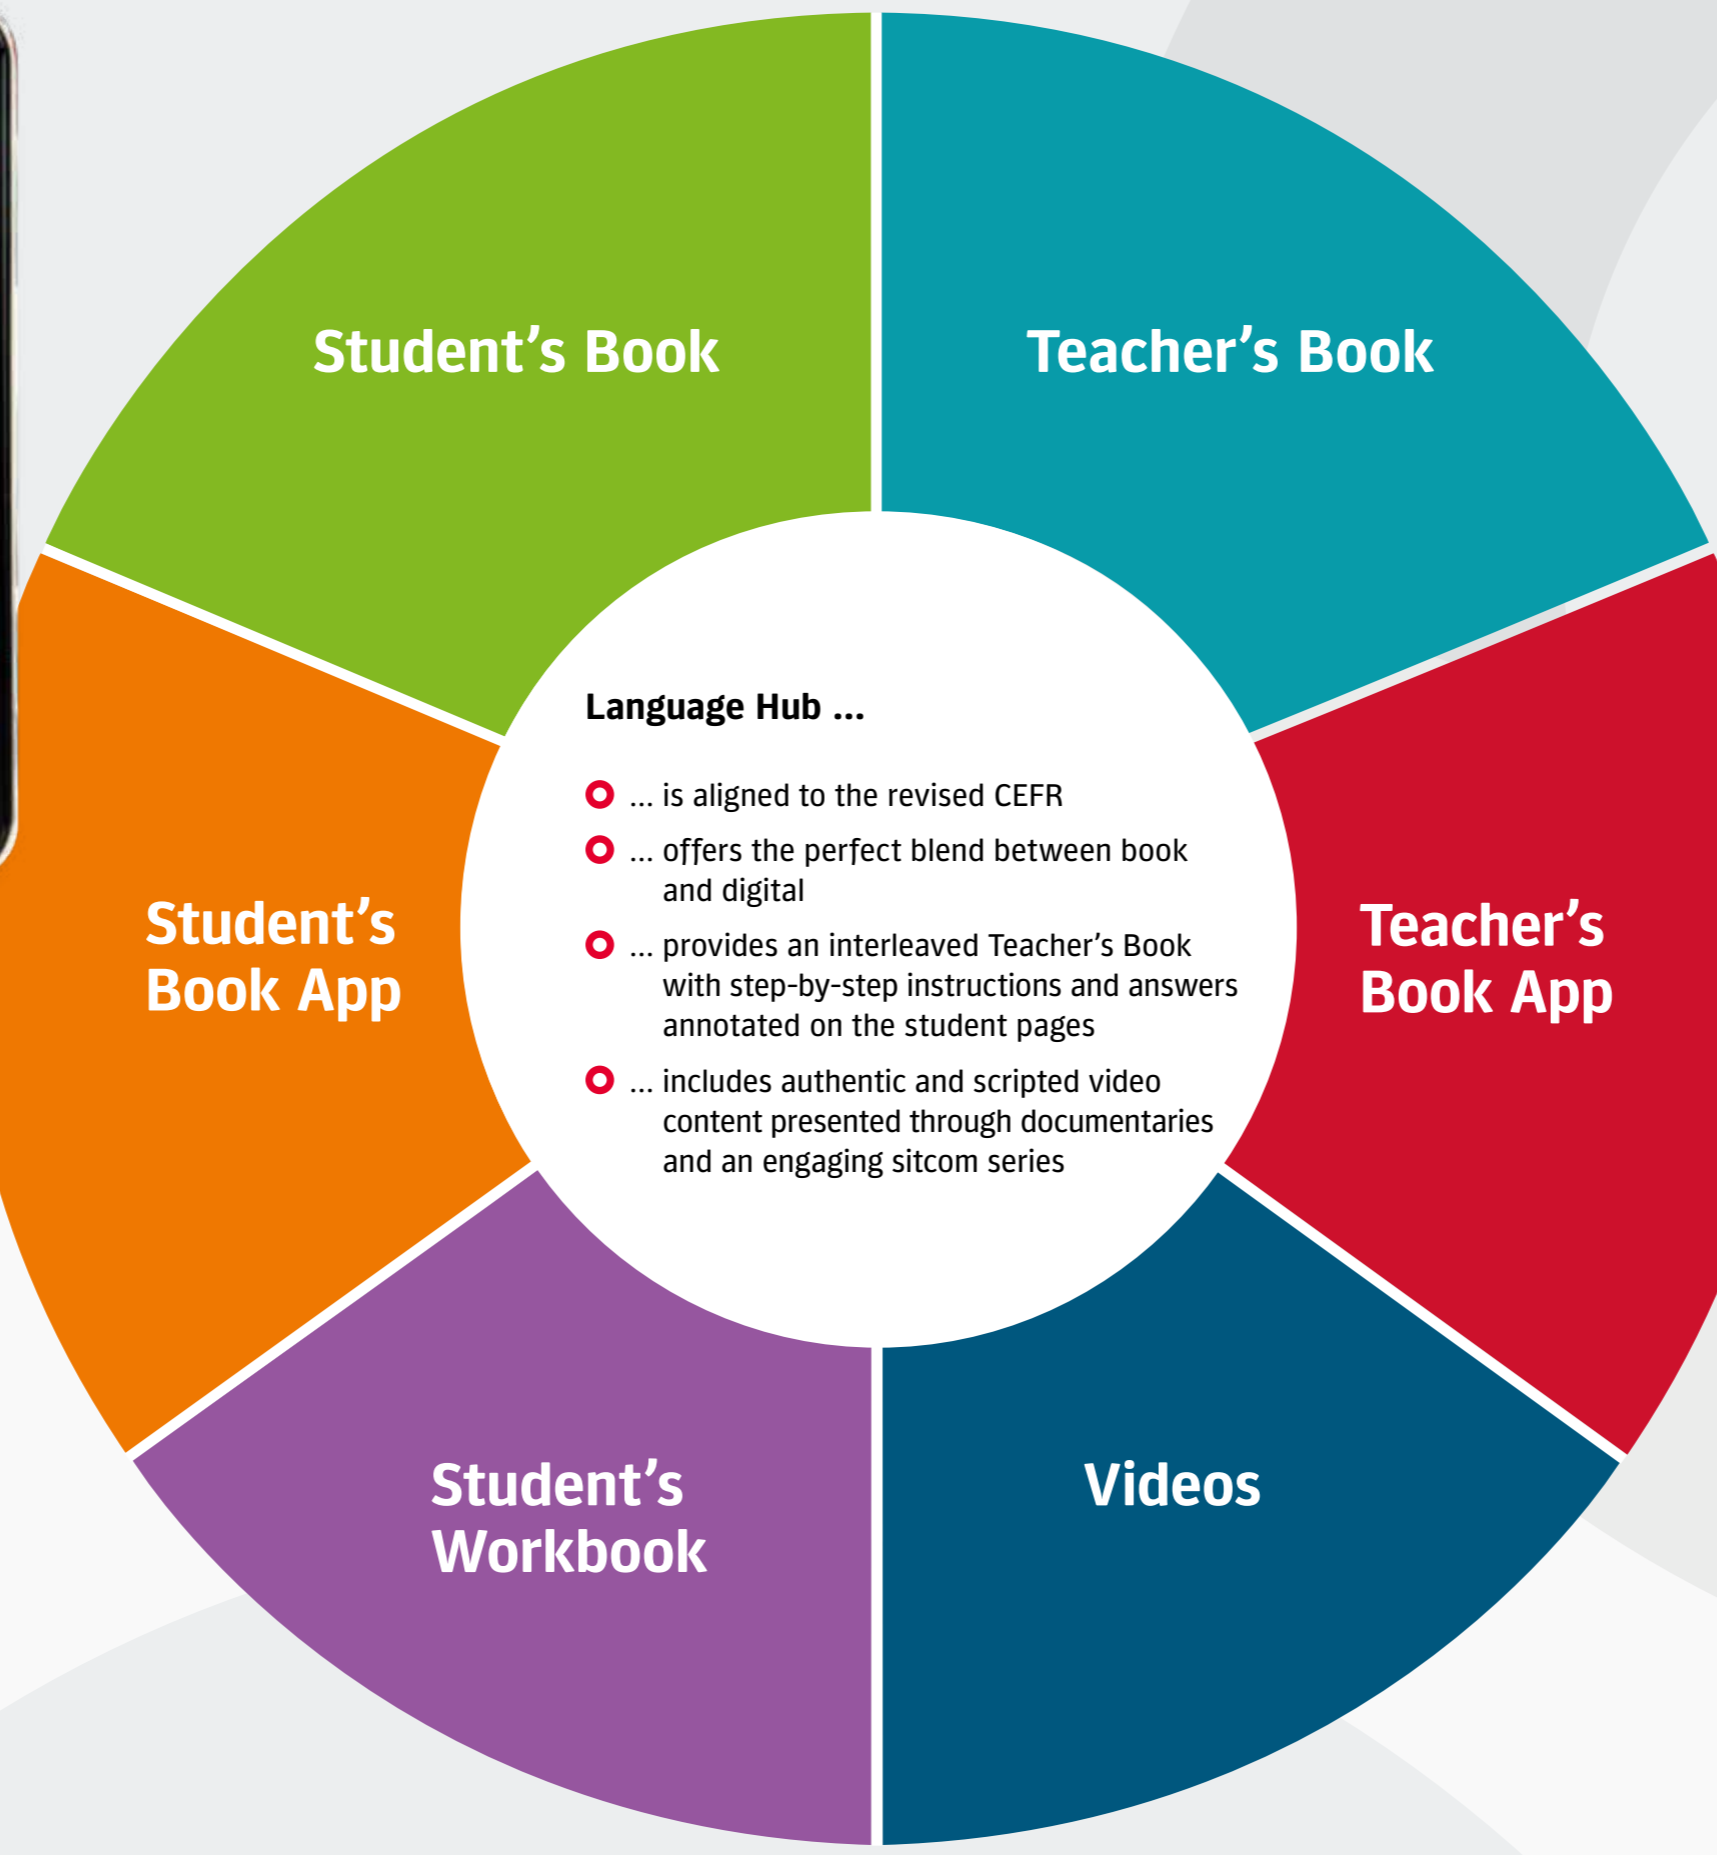 Student’s Book
Teacher’s Book
Language Hub ...
... is aligned to the revised CEFR
... offers the perfect blend between book
and digital
... provides an interleaved Teacher’s Book
with step-by-step instructions and answers
annotated on the student pages
... includes authentic and scripted video
content presented through documentaries
and an engaging sitcom series
Student’s
Book App
Teacher’s
Book App
Student’s
Workbook
Videos